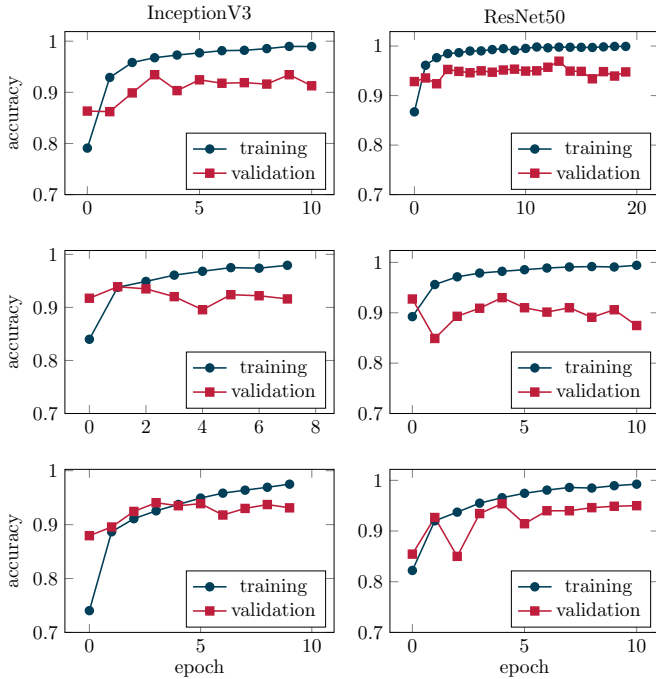 InceptionV3
ResNet50
accuracy
1
0.9
0.8
0.7
0 5 10
training
validation
1
0.9
0.8
0.7
0 10 20
training
validation
accuracy
1
0.9
0.8
0.7
0 2 4 6 8
training
validation
1
0.9
0.8
0.7
0 5 10
training
validation
accuracy
1
0.9
0.8
0.7
0 5 10
epoch
training
validation
1
0.9
0.8
0.7
0 5 10
epoch
training
validation